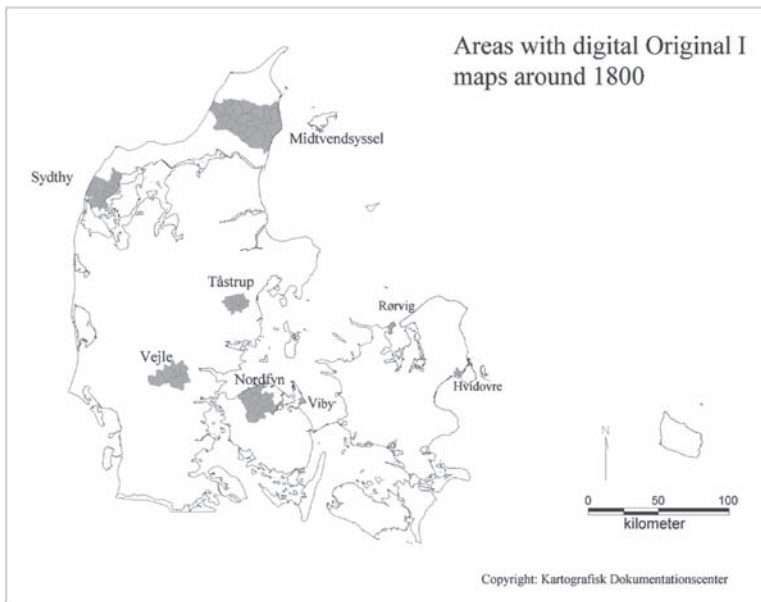 Areas with digital Original I
maps around 1800
Midtvendsyssel
Sydthy
Tåstrup
Rørvig
Vejle
Nordfyn
Viby
Hvidovre
N
0 50 100
kilometer
Copyright: Kartografisk Dokumentationscenter